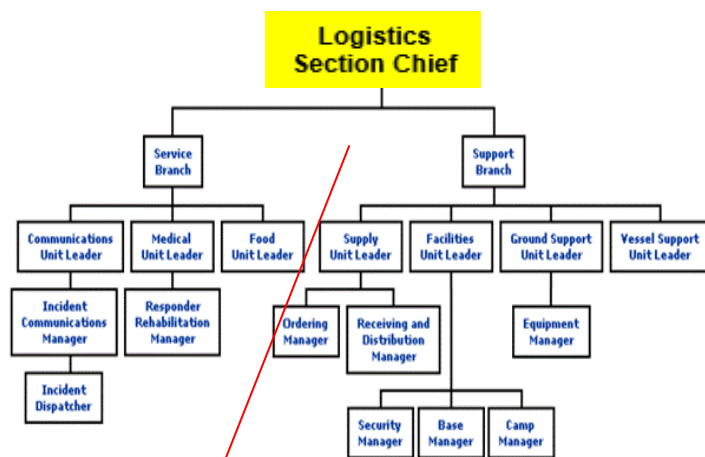 Logistics
Section Chief
Service
Branch
Support
Branch
Communications
Unit Leader
Medical
Unit Leader
Food
Unit Leader
Supply
Unit Leader
Facilities
Unit Leader
Ground Support
Unit Leader
Vessel Support
Unit Leader
Incident
Communications
Manager
Responder
Rehabilitation
Manager
Ordering
Manager
Receiving and
Distribution
Manager
Equipment
Manager
Incident
Dispatcher
Security
Manager
Base
Manager
Camp
Manager